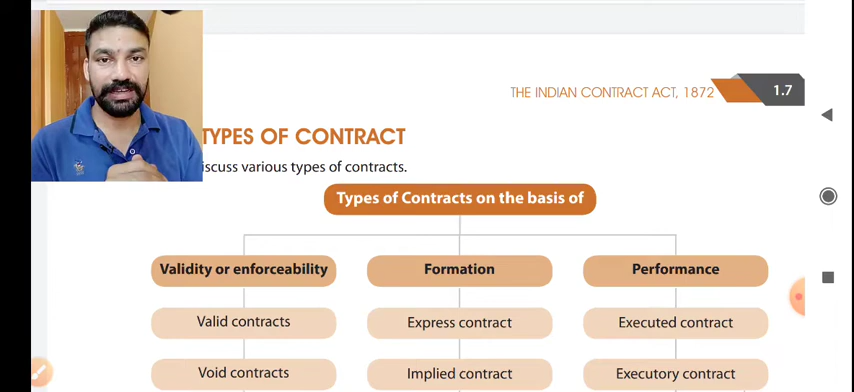 THE INDIAN CONTRACT ACT, 1872 1.7
TYPES OF CONTRACT
iscuss various types of contracts.
Types of Contracts on the basis of
Validity or enforceability Formation Performance
Valid contracts Express contract Executed contract
Void contracts Implied contract Executory contract